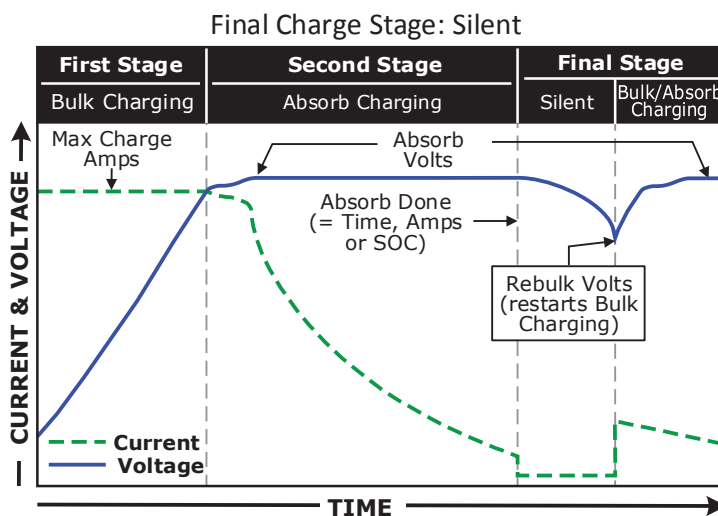 Final Charge Stage: Silent
First Stage
Second Stage
Final Stage
Bulk Charging
Absorb Charging
Silent
Bulk/Absorb
Charging
Max Charge
Amps
Absorb
Volts
Absorb Done
(= Time, Amps
or SOC)
Rebulk Volts
(restarts Bulk
Charging)
CURRENT & VOLTAGE
Current
Voltage
TIME